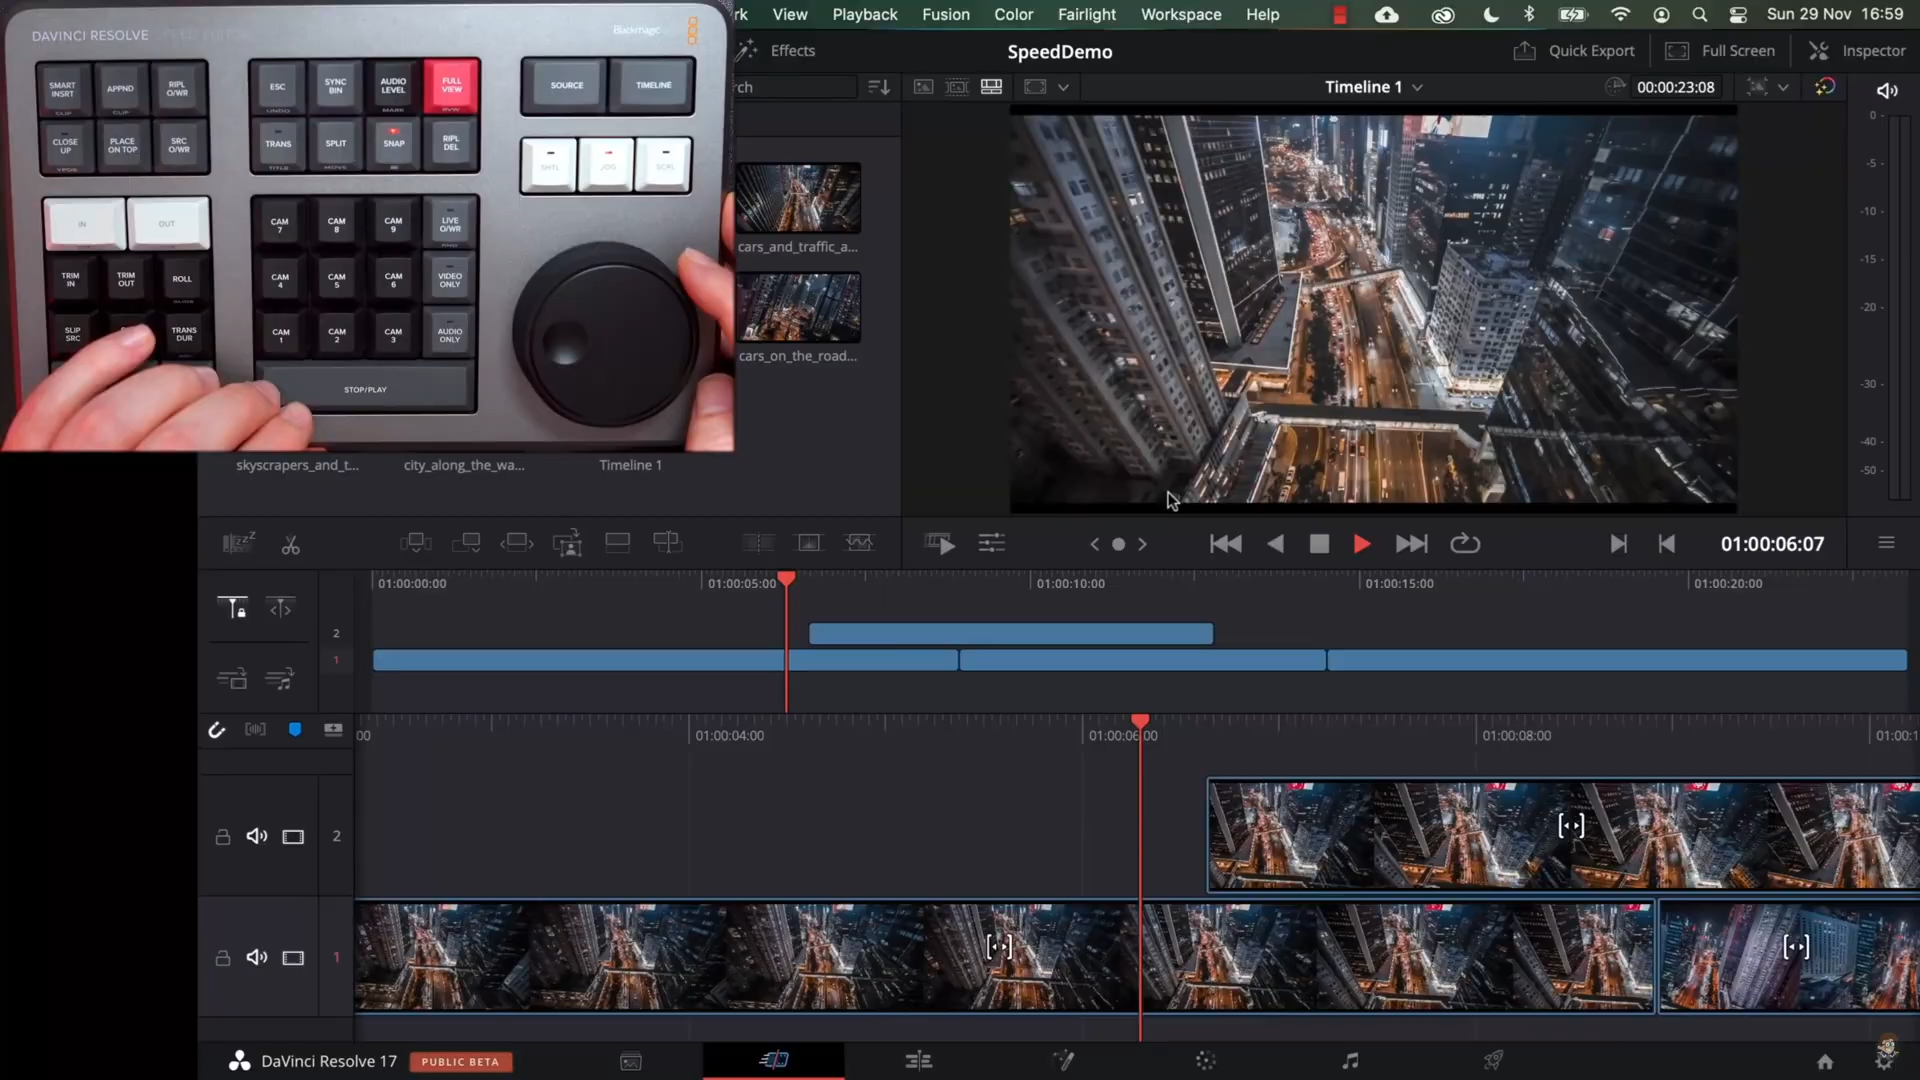 DAVINCI RESOLVE SPEED EDITOR
Blackmagicdesign
SMART INSRT
APPND
RIPL O/WR
ESC
SYNC BIN
AUDIO LEVEL
FULL VIEW
SOURCE
TIMELINE
CLIP
CLIP
UNDO
MARK
CLOSE UP
PLACE ON TOP
SRC O/WR
TRANS
SPLIT
SNAP
RIPL DEL
SHTL
JOG
SCRL
YPOS
TITLE
MOVE
IN
OUT
CAM 7
CAM 8
CAM 9
LIVE O/WR
TRIM IN
TRIM OUT
ROLL
CAM 4
CAM 5
CAM 6
VIDEO ONLY
SLIP SRC
TRANS DUR
CAM 1
CAM 2
CAM 3
AUDIO ONLY
STOP/PLAY
rk View Playback Fusion Color Fairlight Workspace Help
Sun 29 Nov 16:59
Effects
SpeedDemo
Quick Export
Full Screen
Inspector
rch
Timeline 1
00:00:23:08
0
-5
-10
-15
-20
-30
-40
-50
cars_and_traffic_a...
cars_on_the_road...
skyscrapers_and_t...
city_along_the_wa...
Timeline 1
01:00:06:07
01:00:00:00
01:00:05:00
01:00:10:00
01:00:15:00
01:00:20:00
2
1
00
01:00:04:00
01:00:06:00
01:00:08:00
01:00:1
2
1
DaVinci Resolve 17 PUBLIC BETA